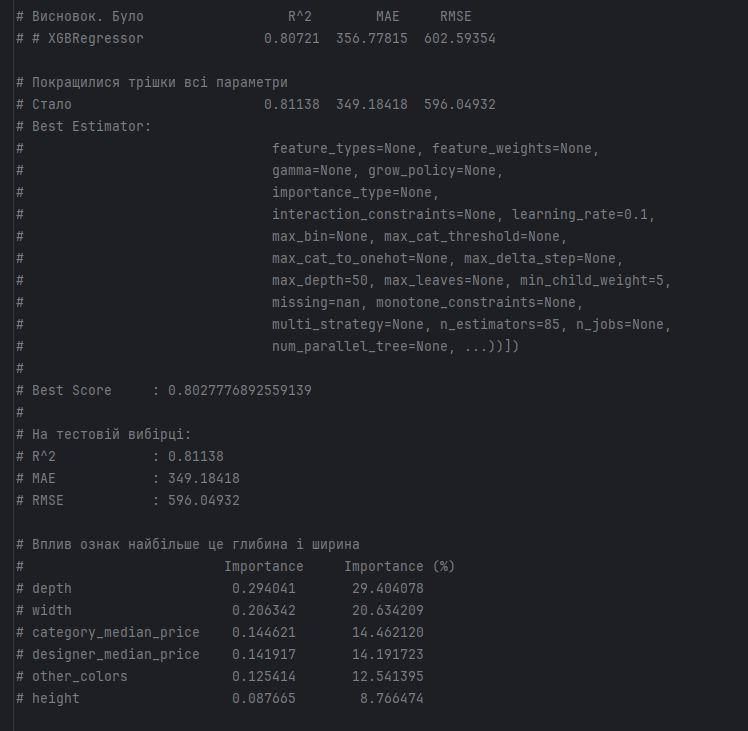 # Висновок. Було                  R^2        MAE     RMSE
# # XGBRegressor               0.80721  356.77815  602.59354
# Покращилися трішки всі параметри
# Стало                        0.81138  349.18418  596.04932
# Best Estimator:
#                               feature_types=None, feature_weights=None,
#                               gamma=None, grow_policy=None,
#                               importance_type=None,
#                               interaction_constraints=None, learning_rate=0.1,
#                               max_bin=None, max_cat_threshold=None,
#                               max_cat_to_onehot=None, max_delta_step=None,
#                               max_depth=50, max_leaves=None, min_child_weight=5,
#                               missing=nan, monotone_constraints=None,
#                               multi_strategy=None, n_estimators=85, n_jobs=None,
#                               num_parallel_tree=None, ...))])
#
# Best Score     : 0.8027776892559139
#
# На тестовій вибірці:
# R^2            : 0.81138
# MAE            : 349.18418
# RMSE           : 596.04932
# Вплив ознак найбільше це глибина і ширина
#                         Importance     Importance (%)
# depth                    0.294041       29.404078
# width                    0.206342       20.634209
# category_median_price    0.144621       14.462120
# designer_median_price    0.141917       14.191723
# other_colors             0.125414       12.541395
# height                   0.087665        8.766474